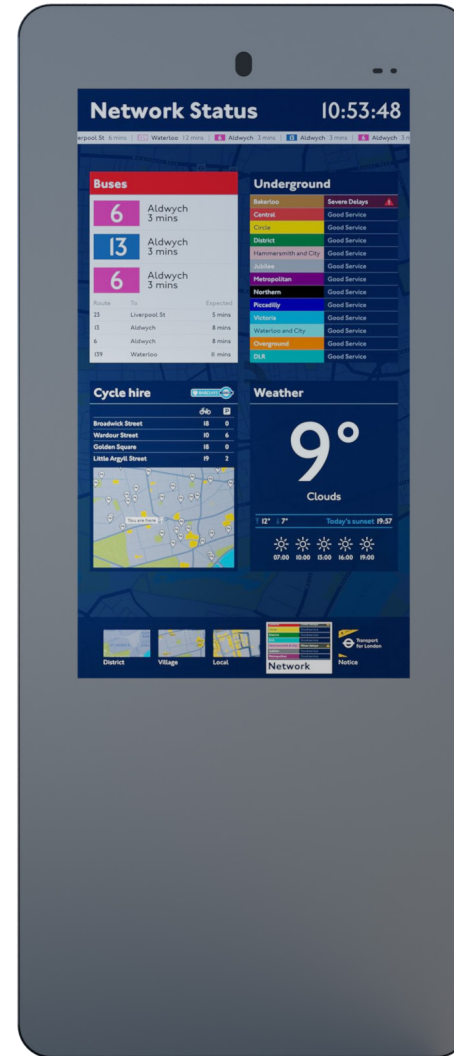 Network Status
10:53:48
erpool St 6 mins | Waterloo 12 mins | 6 Aldwych 3 mins | 13 Aldwych 3 mins | 6 Aldwych 3 m
Buses
6 Aldwych
3 mins
13 Aldwych
3 mins
6 Aldwych
3 mins
Route To Expected
23 Liverpool St 5 mins
13 Aldwych 8 mins
6 Aldwych 8 mins
139 Waterloo 11 mins
Underground
Bakerloo Severe Delays
Central Good Service
Circle Good Service
District Good Service
Hammersmith and City Good Service
Jubilee Good Service
Metropolitan Good Service
Northern Good Service
Piccadilly Good Service
Victoria Good Service
Waterloo and City Good Service
Overground Good Service
DLR Good Service
Cycle hire
P
Broadwick Street 18 0
Wardour Street 10 6
Golden Square 18 0
Little Argyll Street 19 2
You are here
Weather
9°
Clouds
12° 7° Today's sunset 19:57
07:00 10:00 13:00 16:00 19:00
District
Village
Local
Network
Transport
for London
Notice